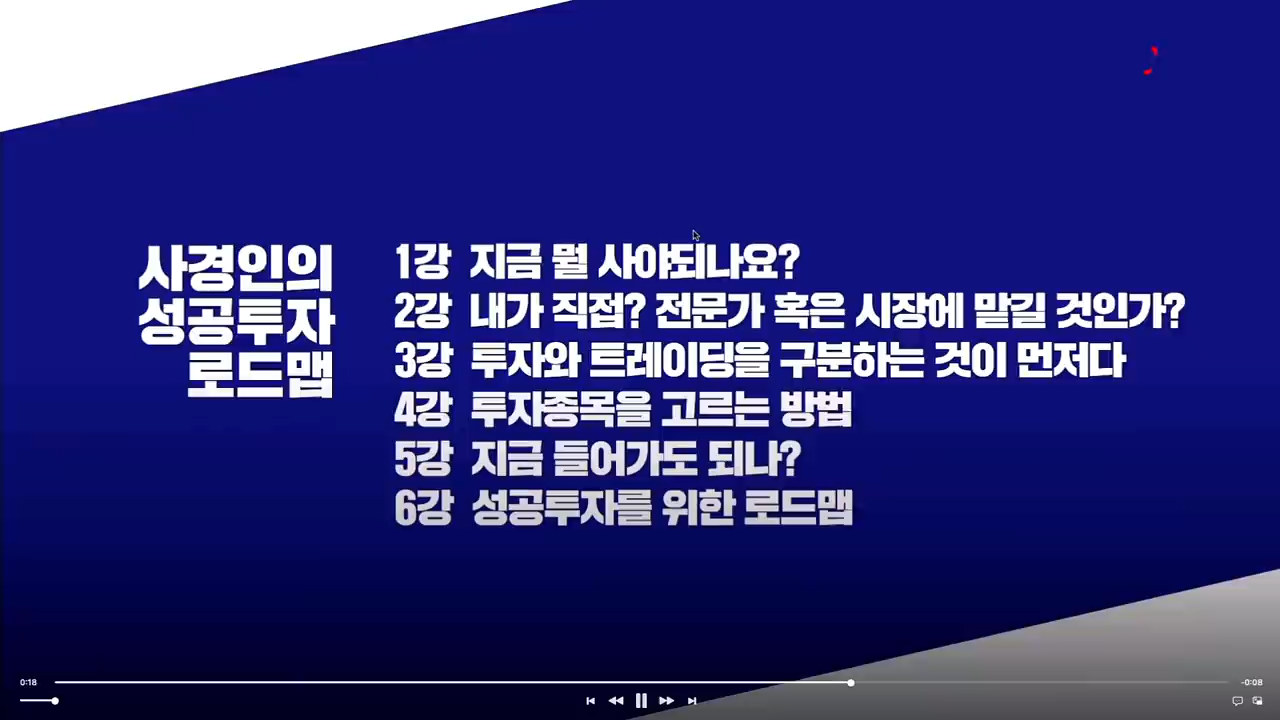 사경인의
성공투자
로드맵
1강 지금 뭘 사야되나요?
2강 내가 직접? 전문가 혹은 시장에 맡길 것인가?
3강 투자와 트레이딩을 구분하는 것이 먼저다
4강 투자종목을 고르는 방법
5강 지금 들어가도 되나?
6강 성공투자를 위한 로드맵
0:18
-0:08